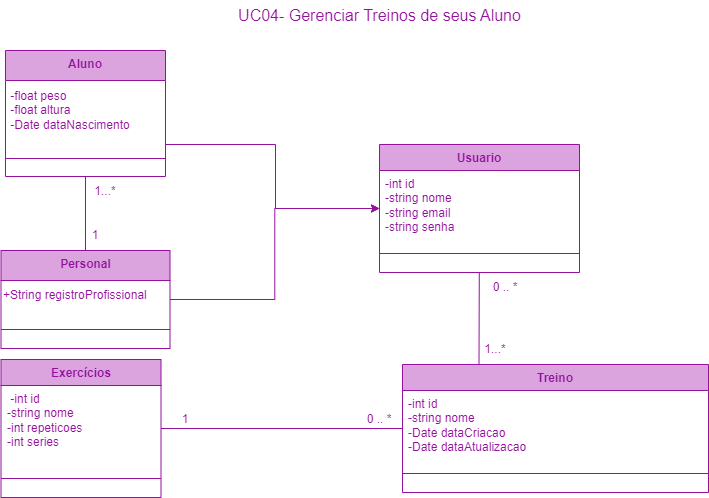 UC04- Gerenciar Treinos de seus Aluno
Aluno
-float peso
-float altura
-Date dataNascimento
1...*
1
Personal
+String registroProfissional
Usuario
-int id
-string nome
-string email
-string senha
0 .. *
1...*
Exercícios
-int id
-string nome
-int repeticoes
-int series
1
0 .. *
Treino
-int id
-string nome
-Date dataCriacao
-Date dataAtualizacao